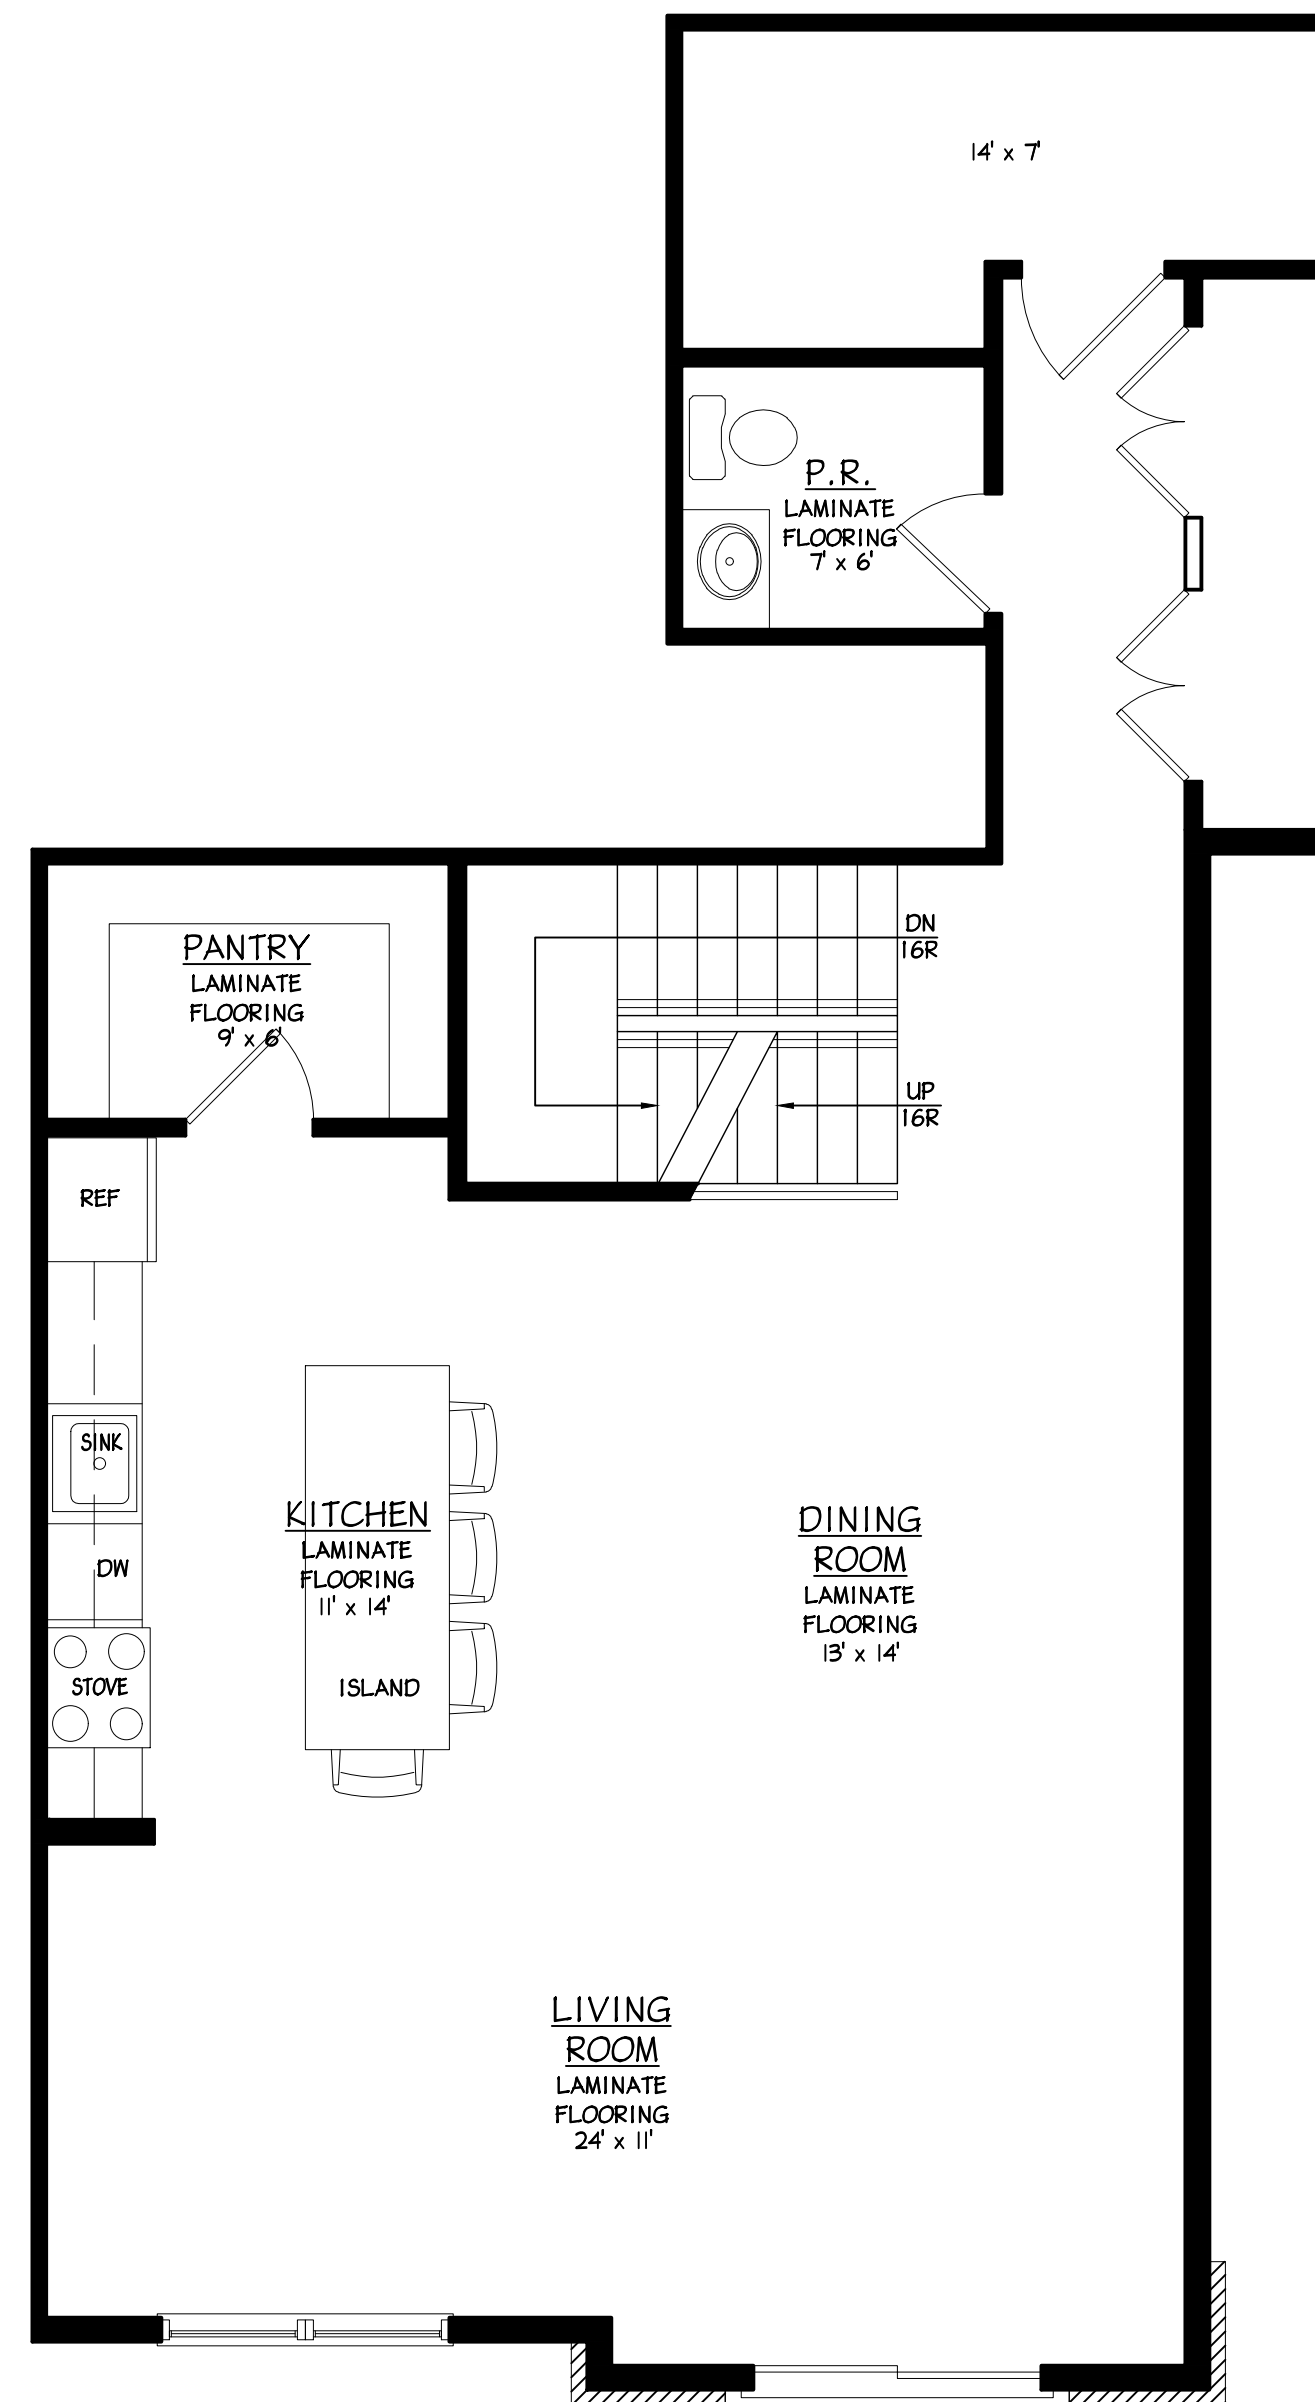 14' x 7'
P.R.
LAMINATE
FLOORING
7' x 6'
DN
16R
PANTRY
LAMINATE
FLOORING
9' x 6'
UP
16R
REF
SINK
KITCHEN
LAMINATE
FLOORING
11' x 14'
DINING
ROOM
LAMINATE
FLOORING
13' x 14'
DW
STOVE
ISLAND
LIVING
ROOM
LAMINATE
FLOORING
24' x 11'